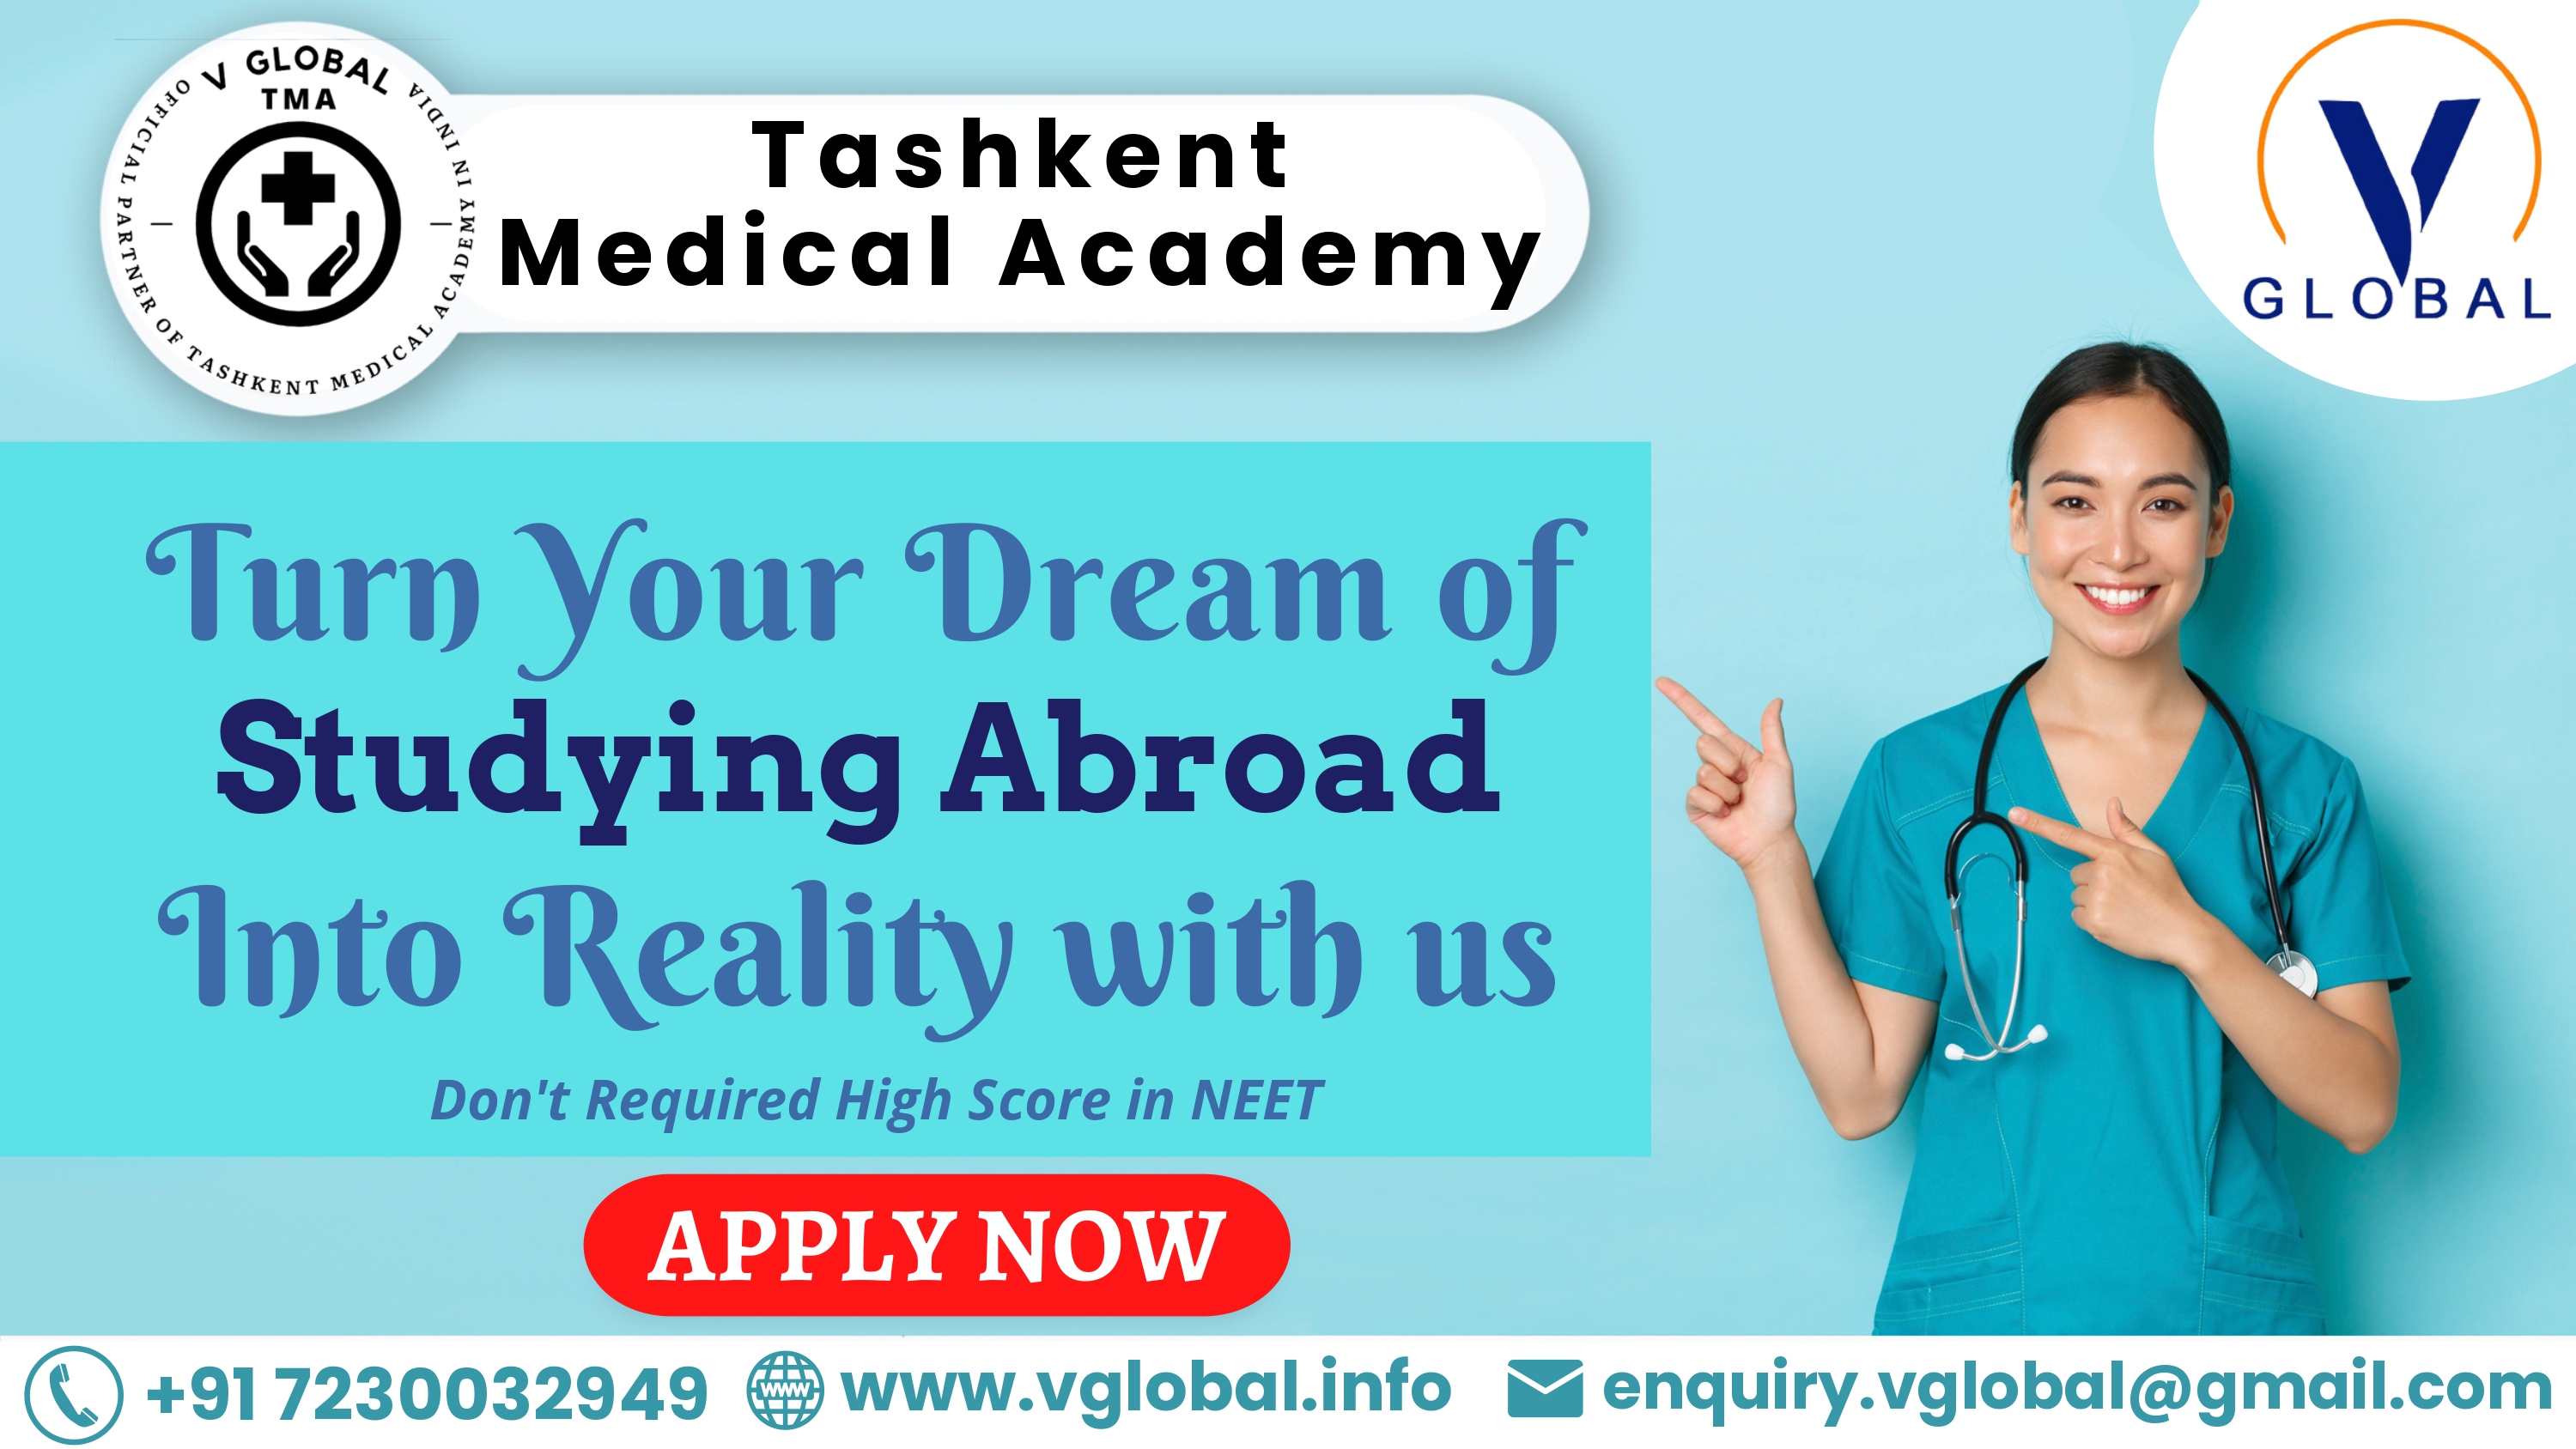 V GLOBAL
TMA
OFFICIAL PARTNER OF TASHKENT MEDICAL ACADEMY IN INDIA
Tashkent
Medical Academy
V
GLOBAL
Turn Your Dream of
Studying Abroad
Into Reality with us
Don't Required High Score in NEET
APPLY NOW
+91 7230032949
www
www.vglobal.info
enquiry.vglobal@gmail.com